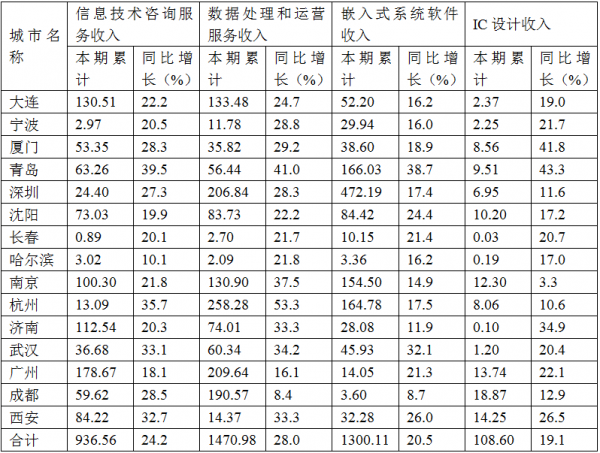 城市名称 信息技术咨询服务收入 数据处理和运营服务收入 嵌入式系统软件收入 IC 设计收入
本期累计 同比增长（%） 本期累计 同比增长（%） 本期累计 同比增长（%） 本期累计 同比增长（%）
大连 130.51 22.2 133.48 24.7 52.20 16.2 2.37 19.0
宁波 2.97 20.5 11.78 28.8 29.94 16.0 2.25 21.7
厦门 53.35 28.3 35.82 29.2 38.60 18.9 8.56 41.8
青岛 63.26 39.5 56.44 41.0 166.03 38.7 9.51 43.3
深圳 24.40 27.3 206.84 28.3 472.19 17.4 6.95 11.6
沈阳 73.03 19.9 83.73 22.2 84.42 24.4 10.20 17.2
长春 0.89 20.1 2.70 21.7 10.15 21.4 0.03 20.7
哈尔滨 3.02 10.1 2.09 21.8 3.36 16.2 0.19 17.0
南京 100.30 21.8 130.90 37.5 154.50 14.9 12.30 3.3
杭州 13.09 35.7 258.28 53.3 164.78 17.5 8.06 10.6
济南 112.54 20.3 74.01 33.3 28.08 11.9 0.10 34.9
武汉 36.68 33.1 60.34 34.2 45.93 32.1 1.20 20.4
广州 178.67 18.1 209.64 16.1 14.05 21.3 13.74 22.1
成都 59.62 28.5 190.57 8.4 3.60 8.7 18.87 12.9
西安 84.22 32.7 14.37 33.3 32.28 26.0 14.25 26.5
合计 936.56 24.2 1470.98 28.0 1300.11 20.5 108.60 19.1